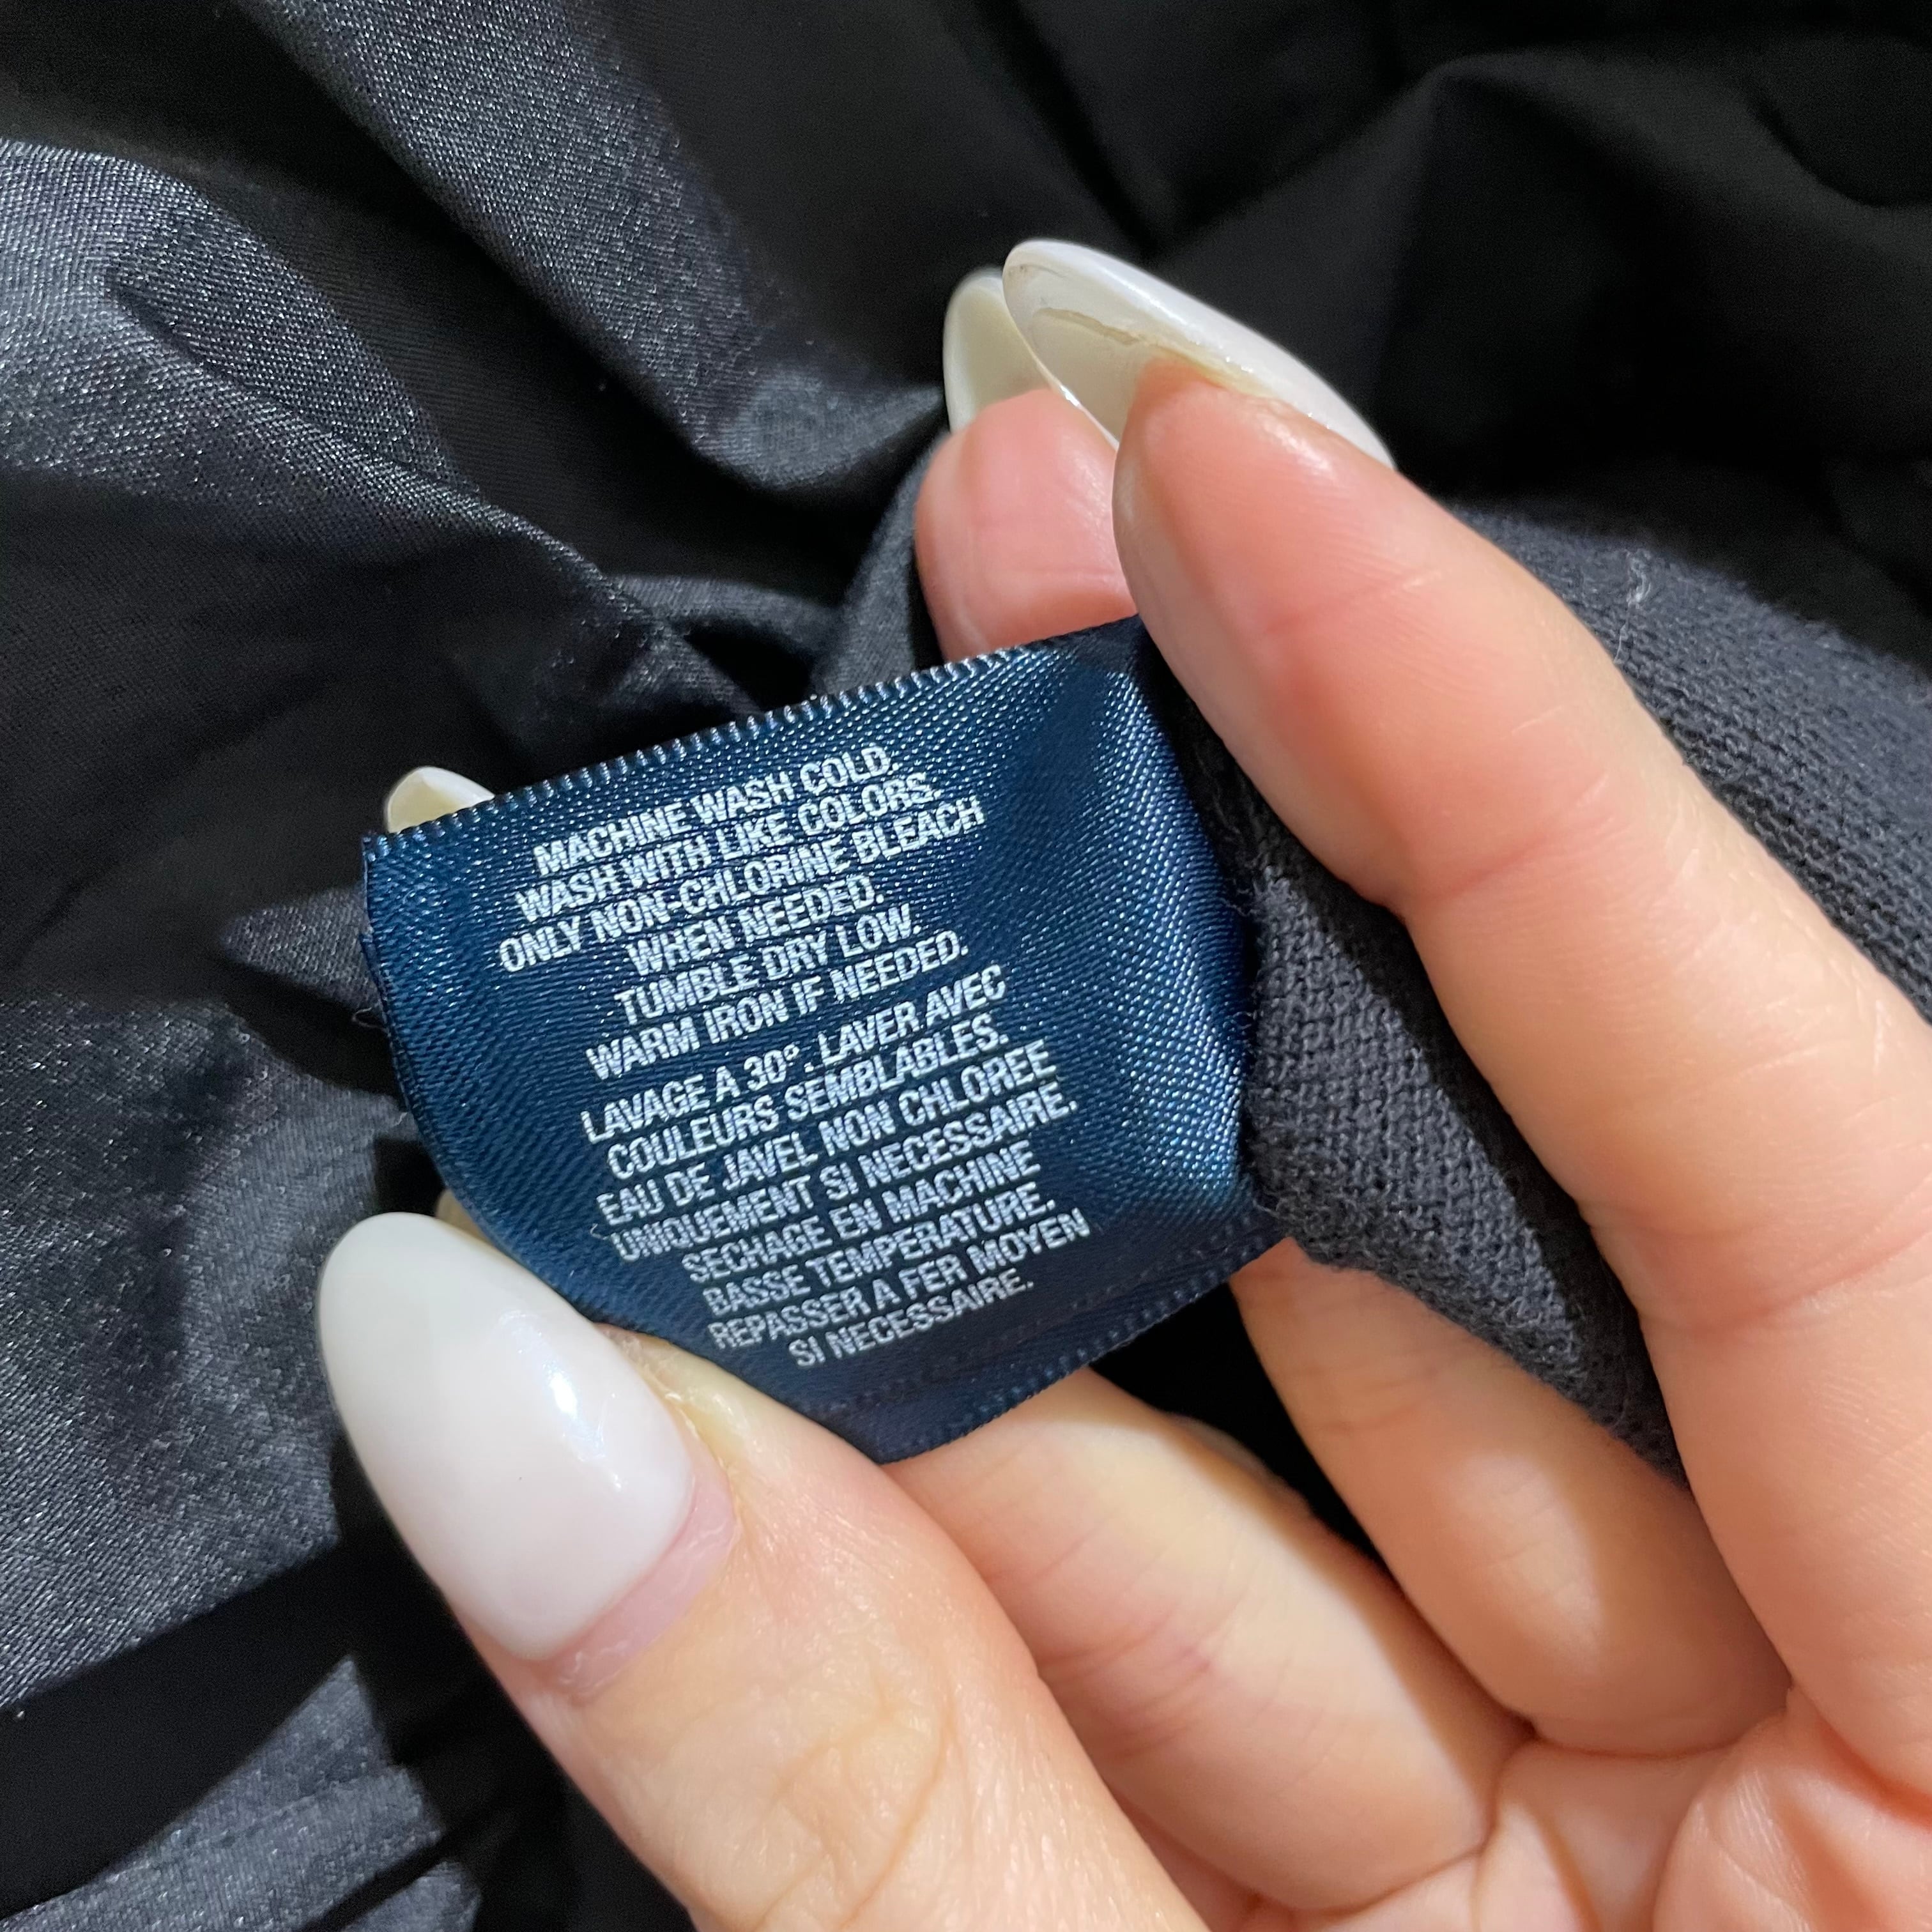 MACHINE WASH COLD.
WASH WITH LIKE COLORS.
ONLY NON-CHLORINE BLEACH
WHEN NEEDED.
TUMBLE DRY LOW.
WARM IRON IF NEEDED.
LAVAGE A 30° - LAVER AVEC
COULEURS SEMBLABLES.
EAU DE JAVEL NON CHLOREE
UNIQUEMENT SI NECESSAIRE.
SECHAGE EN MACHINE
BASSE TEMPERATURE.
REPASSER A FER MOYEN
SI NECESSAIRE.